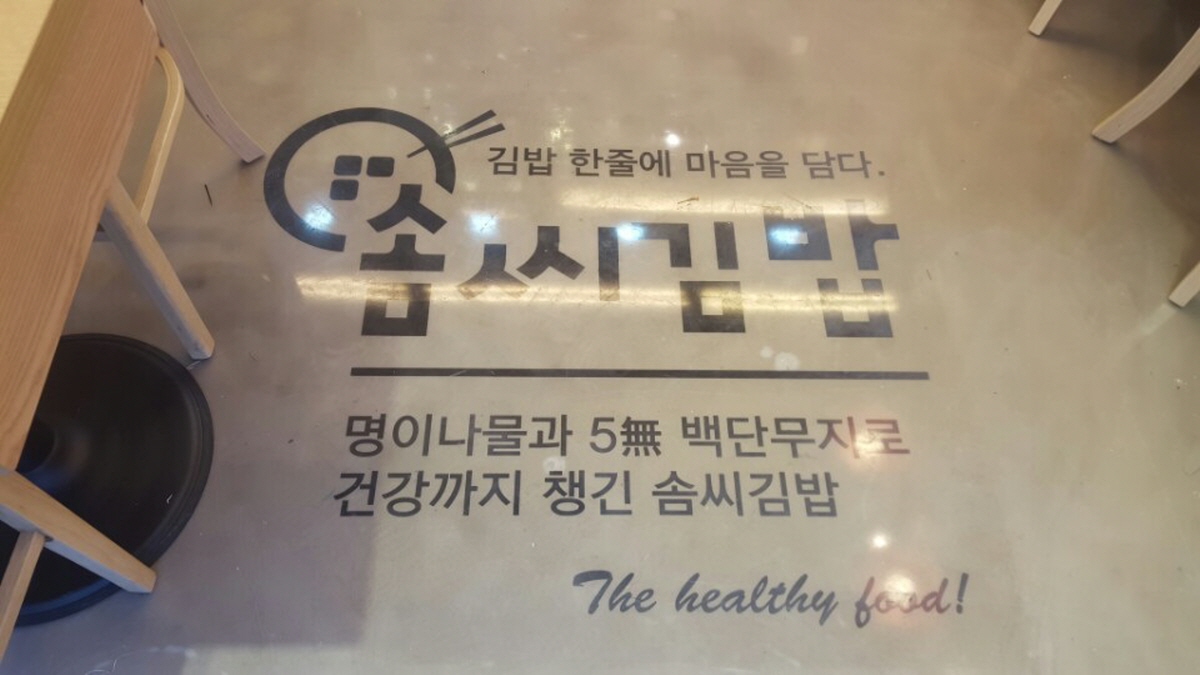 김밥 한줄에 마음을 담다.
솜씨김밥
명이나물과 5無 백단무지로
건강까지 챙긴 솜씨김밥
The healthy food!